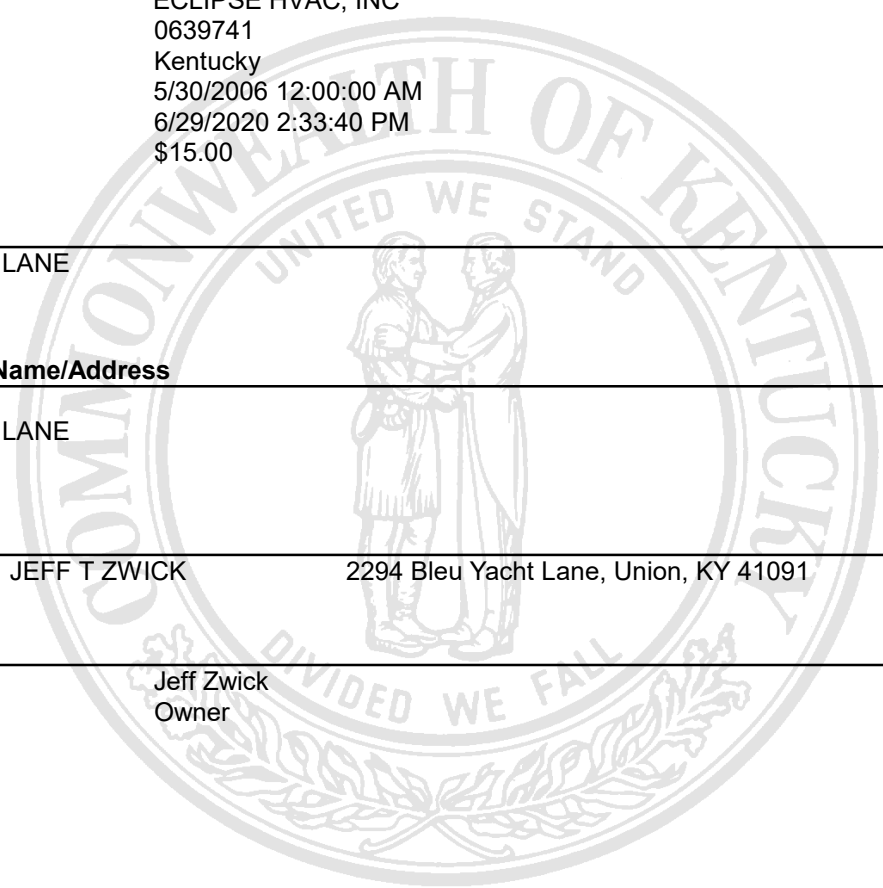 ECLIPSE HVAC, INC
0639741
Kentucky
5/30/2006 12:00:00 AM
6/29/2020 2:33:40 PM
$15.00
COMMONWEALTH OF KENTUCKY
UNITED WE STAND
LANE
Name/Address
LANE
JEFF T ZWICK 2294 Bleu Yacht Lane, Union, KY 41091
Jeff Zwick
Owner
DIVIDED WE FALL